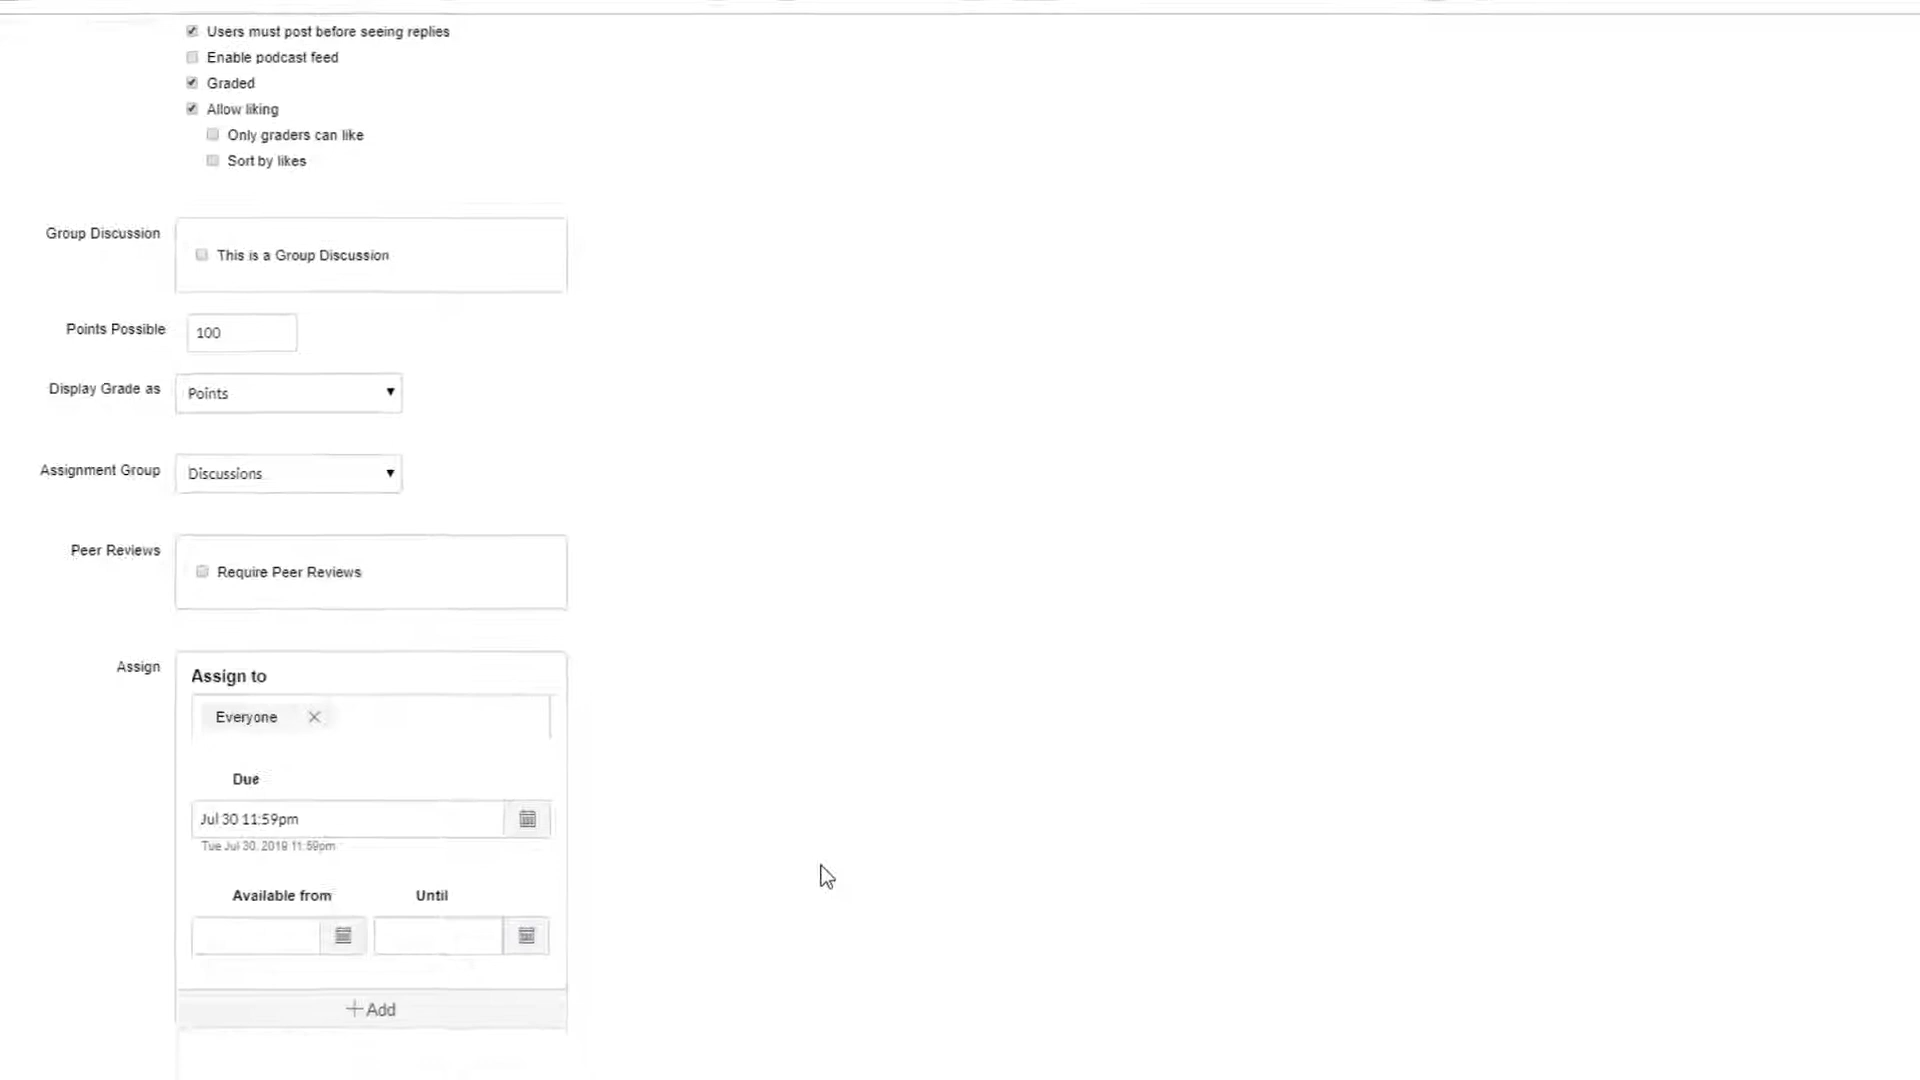 Users must post before seeing replies
Enable podcast feed
Graded
Allow liking
Only graders can like
Sort by likes
Group Discussion
This is a Group Discussion
Points Possible
100
Display Grade as
Points
Assignment Group
Discussions
Peer Reviews
Require Peer Reviews
Assign
Assign to
Everyone
Due
Jul 30 11:59pm
Tue Jul 30, 2019 11:59pm
Available from Until
Add